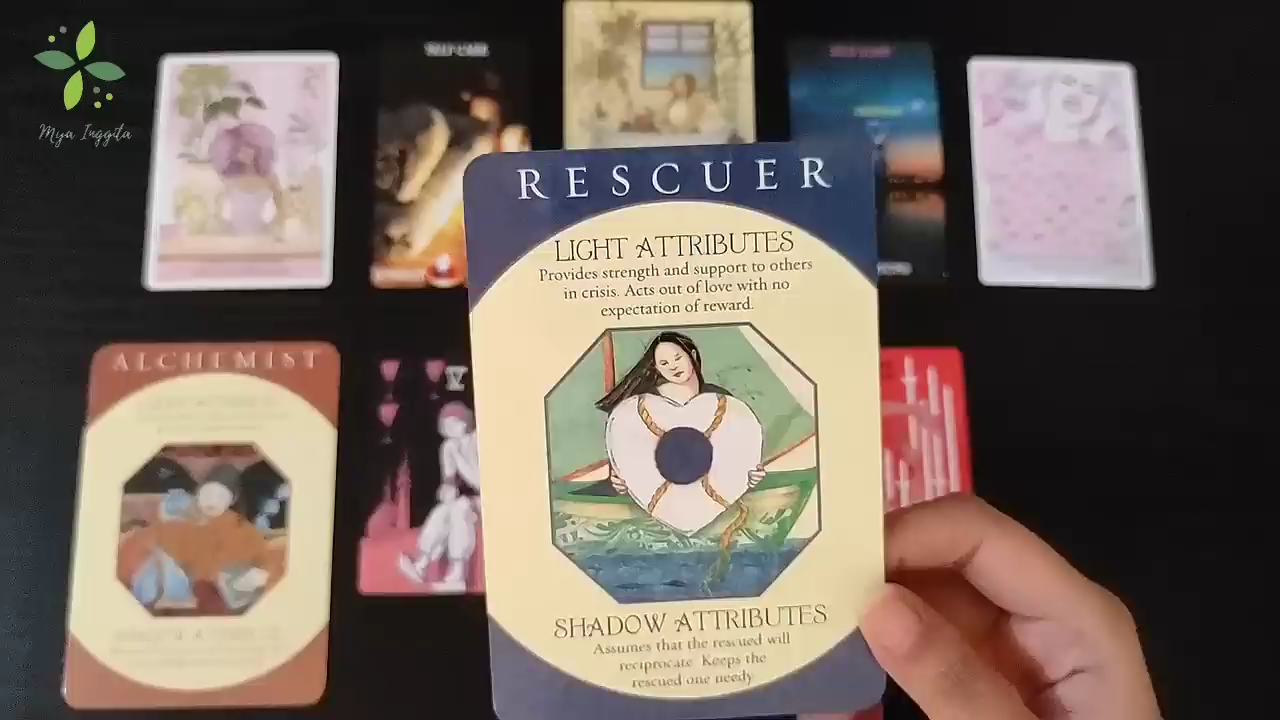 Mya Inggita
RESCUER
LIGHT ATTRIBUTES
Provides strength and support to others
in crisis. Acts out of love with no
expectation of reward.
SHADOW ATTRIBUTES
Assumes that the rescued will
reciprocate. Keeps the
rescued one needy
ALCHEMIST
V